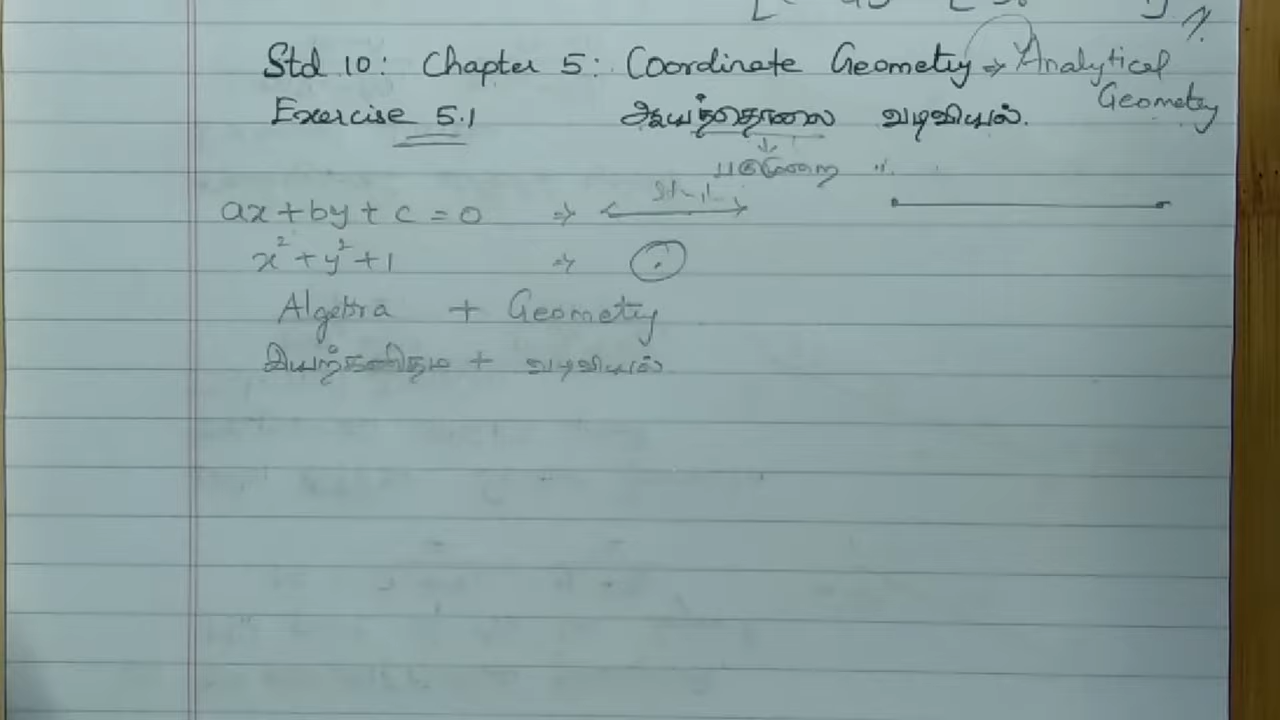 Std 10: Chapter 5: Coordinate Geometry ⇒ Analytical
Geometry
Exercise 5.1 ஆயத்தொலை வடிவியல்.
↓
பகுமுறை "
ax + by + c = 0 ⇒
x² + y² + 1 ⇒
Algebra + Geometry
இயற்கணிதம் + வடிவியல்